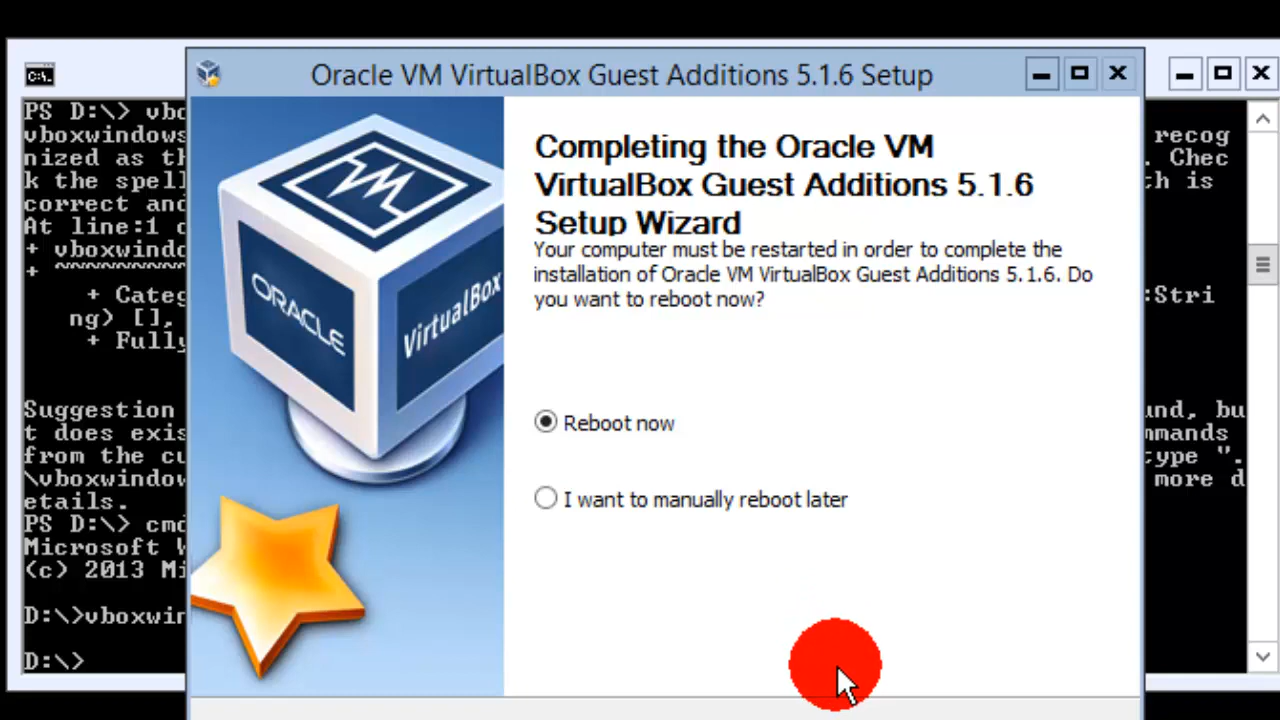 Oracle VM VirtualBox Guest Additions 5.1.6 Setup
C:\.
PS D:\> vbo
vboxwindows
nized as th
k the spell
correct and
At line:1 c
+ vboxwindo
+ ~~~~~~~~~~
+ Categ
ng) [],
+ Fully
Suggestion
t does exis
from the cu
\vboxwindow
etails.
PS D:\> cmd
Microsoft W
(c) 2013 Mi
D:\>vboxwin
D:\>
ORACLE
VirtualBox
Completing the Oracle VM
VirtualBox Guest Additions 5.1.6
Setup Wizard
Your computer must be restarted in order to complete the
installation of Oracle VM VirtualBox Guest Additions 5.1.6. Do
you want to reboot now?
Reboot now
I want to manually reboot later
recog
. Chec
th is
:Stri
und, bu
mmands
type ".
more d